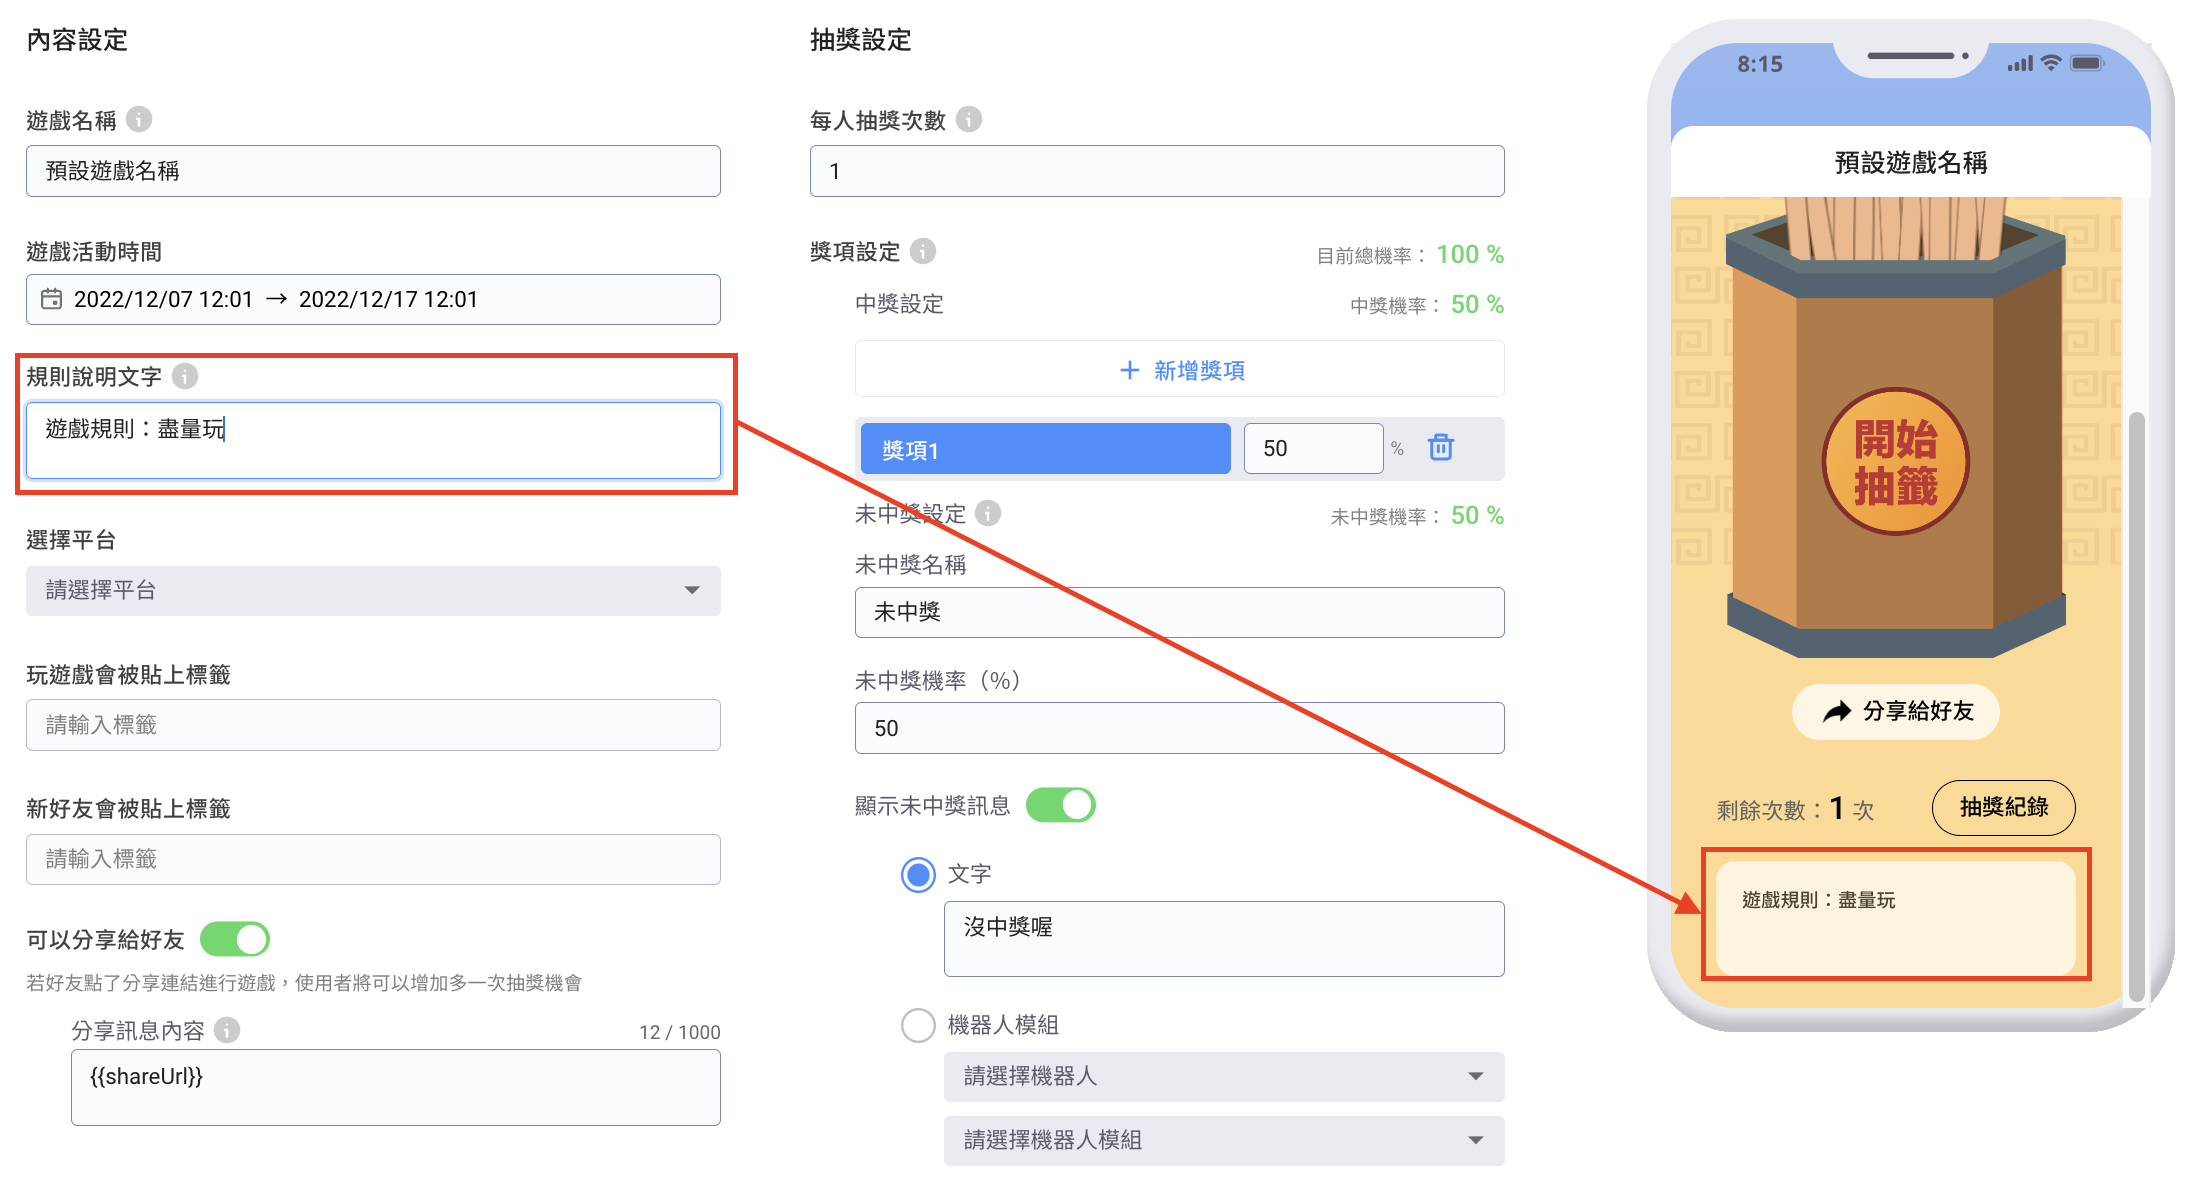 內容設定
遊戲名稱
預設遊戲名稱
遊戲活動時間
2022/12/07 12:01 → 2022/12/17 12:01
規則說明文字
遊戲規則：盡量玩
選擇平台
請選擇平台
玩遊戲會被貼上標籤
請輸入標籤
新好友會被貼上標籤
請輸入標籤
可以分享給好友
若好友點了分享連結進行遊戲，使用者將可以增加多一次抽獎機會
分享訊息內容
12 / 1000
{{shareUrl}}
抽獎設定
每人抽獎次數
1
獎項設定
目前總機率： 100 %
中獎設定
中獎機率： 50 %
+ 新增獎項
獎項1
50
%
未中獎設定
未中獎機率： 50 %
未中獎名稱
未中獎
未中獎機率（%）
50
顯示未中獎訊息
文字
沒中獎喔
機器人模組
請選擇機器人
請選擇機器人模組
8:15
預設遊戲名稱
開始
抽籤
分享給好友
剩餘次數：1 次
抽獎紀錄
遊戲規則：盡量玩